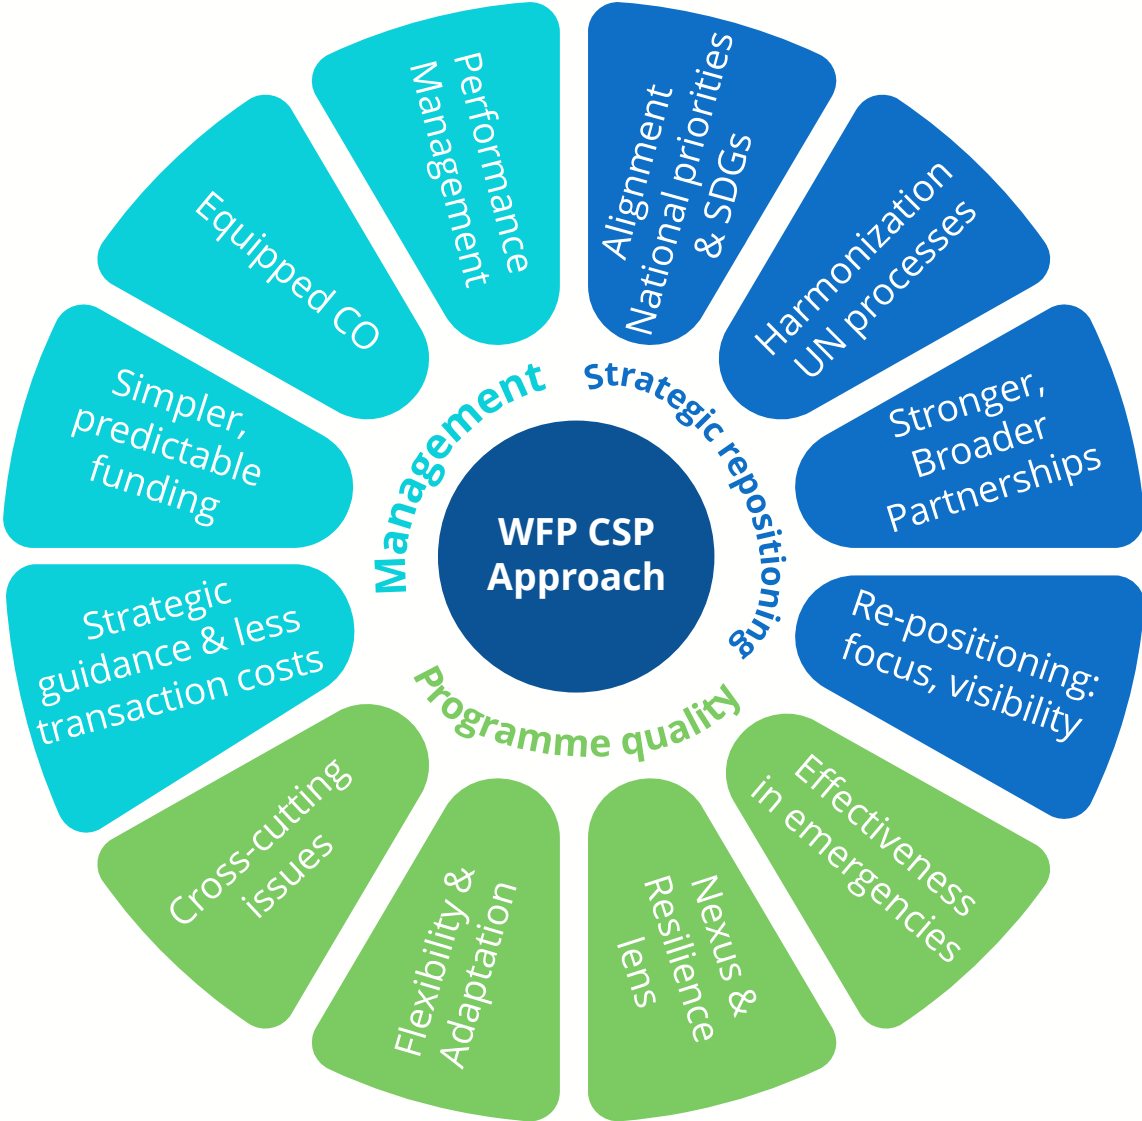 WFP CSP
Approach
Strategic repositioning
Alignment
National priorities
& SDGs
Harmonization
UN processes
Stronger,
Broader
Partnerships
Re-positioning:
focus, visibility
Programme quality
Effectiveness
in emergencies
Nexus &
Resilience
lens
Flexibility &
Adaptation
Cross-cutting
issues
Management
Strategic
guidance & less
transaction costs
Simpler,
predictable
funding
Equipped CO
Performance
Management